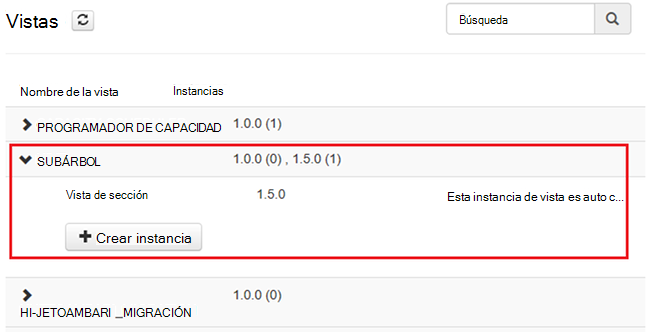 Vistas
Búsqueda
Nombre de la vista Instancias
PROGRAMADOR DE CAPACIDAD 1.0.0 (1)
SUBÁRBOL 1.0.0 (0) , 1.5.0 (1)
Vista de sección 1.5.0 Esta instancia de vista es auto c...
Crear instancia
1.0.0 (0)
HI-JETOAMBARI _MIGRACIÓN